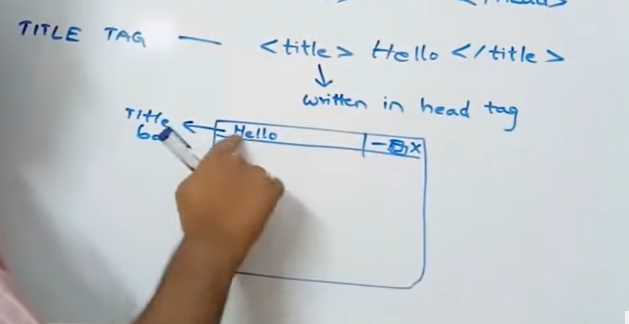 TITLE TAG — <title> Hello </title>
written in head tag
Title
Hello